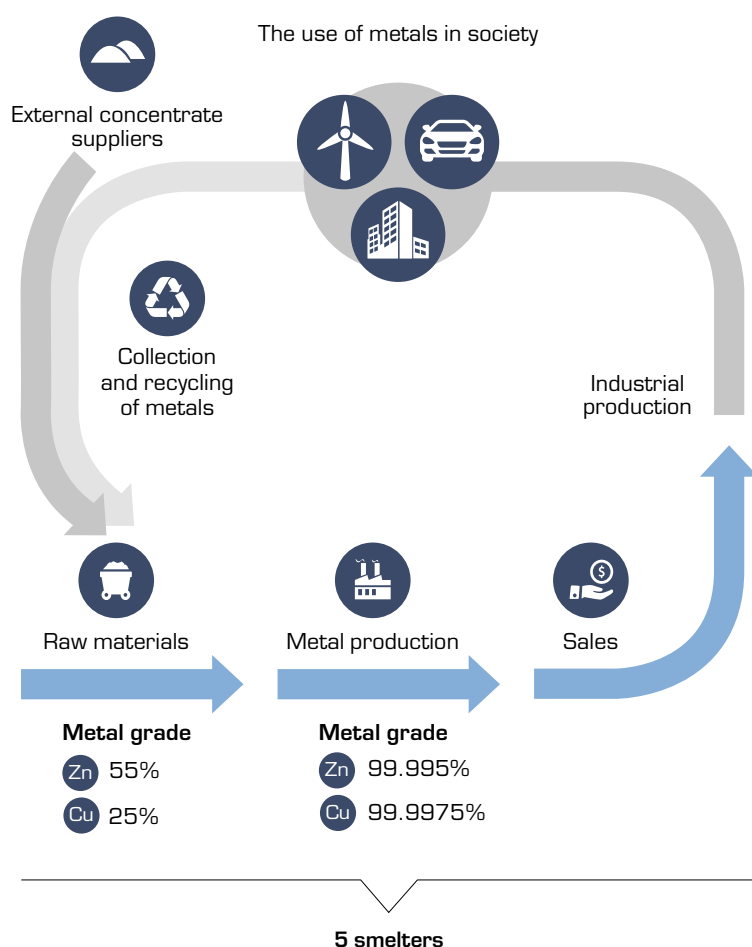 The use of metals in society
External concentrate
suppliers
Collection
and recycling
of metals
Industrial
production
$
Raw materials
Metal production
Sales
Metal grade
Zn 55%
Cu 25%
Metal grade
Zn 99.995%
Cu 99.9975%
5 smelters